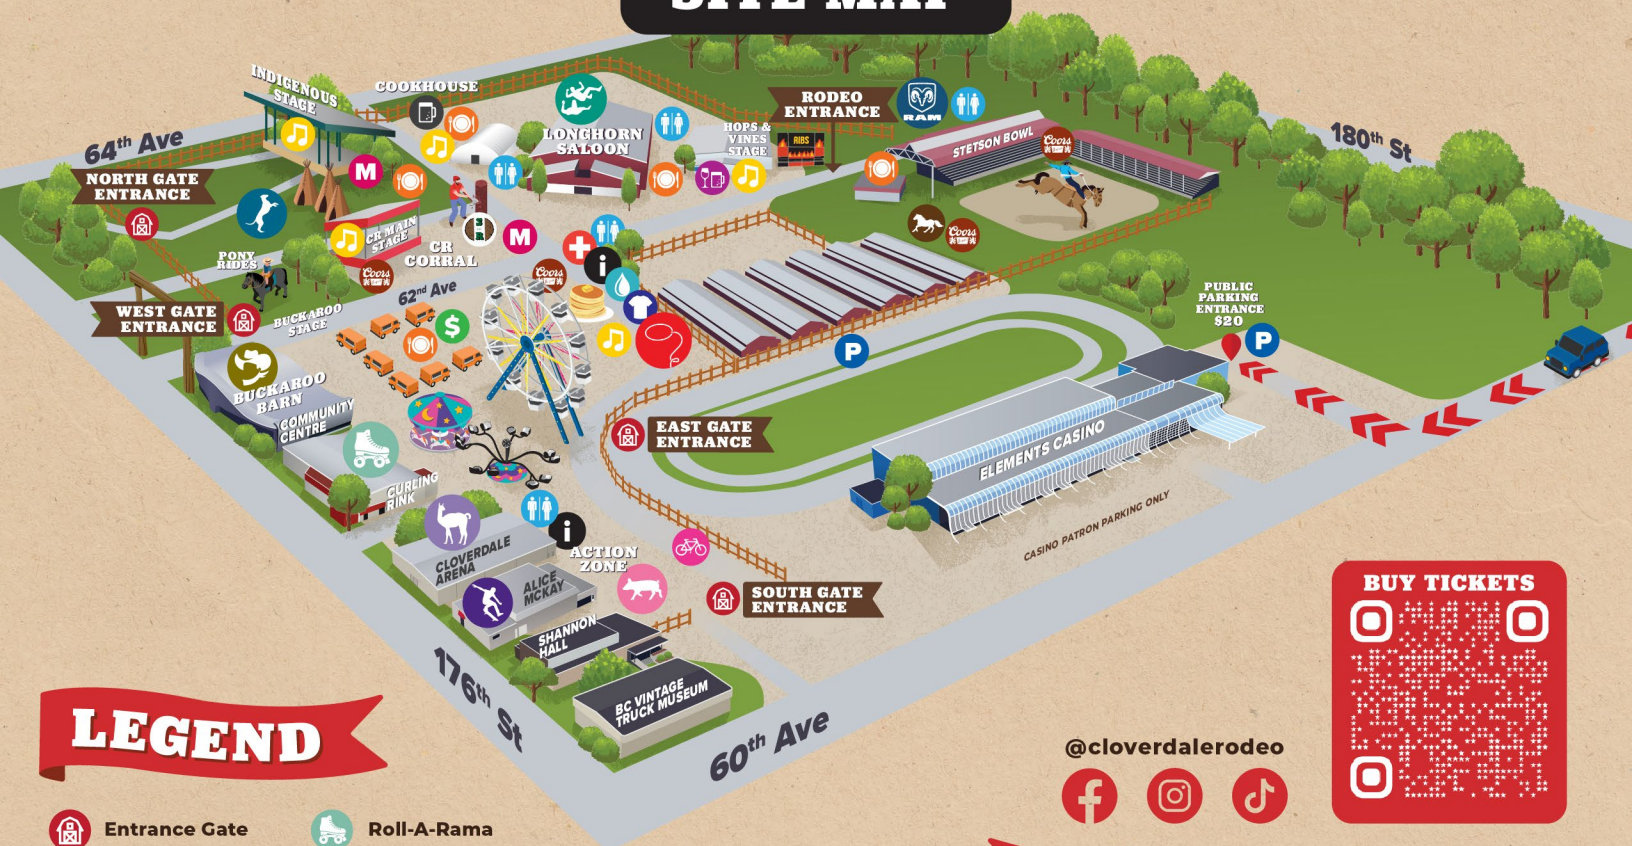 SITE MAP
64th Ave
INDIGENOUS
STAGE
COOKHOUSE
LONGHORN
SALOON
HOPS &
VINES
STAGE
RIBS
RODEO
ENTRANCE
RAM
STETSON BOWL
Coors
180th St
NORTH GATE
ENTRANCE
M
CR MAIN
STAGE
CR
CORRAL
M
H
Coors
PONY
RIDES
Coors
62nd Ave
Coors
i
WEST GATE
ENTRANCE
BUCKAROO
STAGE
$
PUBLIC
PARKING
ENTRANCE
$20
P
P
BUCKAROO
BARN
COMMUNITY
CENTRE
EAST GATE
ENTRANCE
ELEMENTS CASINO
CASINO PATRON PARKING ONLY
CURLING
RINK
i
CLOVERDALE
ARENA
ACTION
ZONE
ALICE
MCKAY
SOUTH GATE
ENTRANCE
SHANNON
HALL
BC VINTAGE
TRUCK MUSEUM
176th St
60th Ave
BUY TICKETS
@cloverdalerodeo
LEGEND
Entrance Gate
Roll-A-Rama